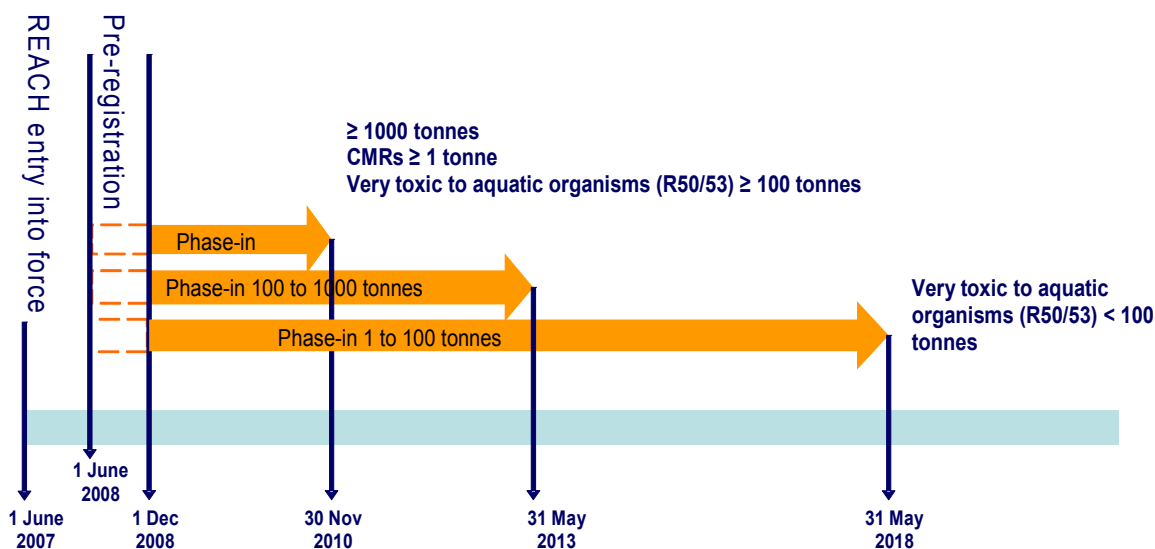 REACH entry into force
Pre-registration
≥ 1000 tonnes
CMRs ≥ 1 tonne
Very toxic to aquatic organisms (R50/53) ≥ 100 tonnes
Phase-in
Phase-in 100 to 1000 tonnes
Phase-in 1 to 100 tonnes
Very toxic to aquatic
organisms (R50/53) < 100
tonnes
1 June
2008
1 June
2007
1 Dec
2008
30 Nov
2010
31 May
2013
31 May
2018